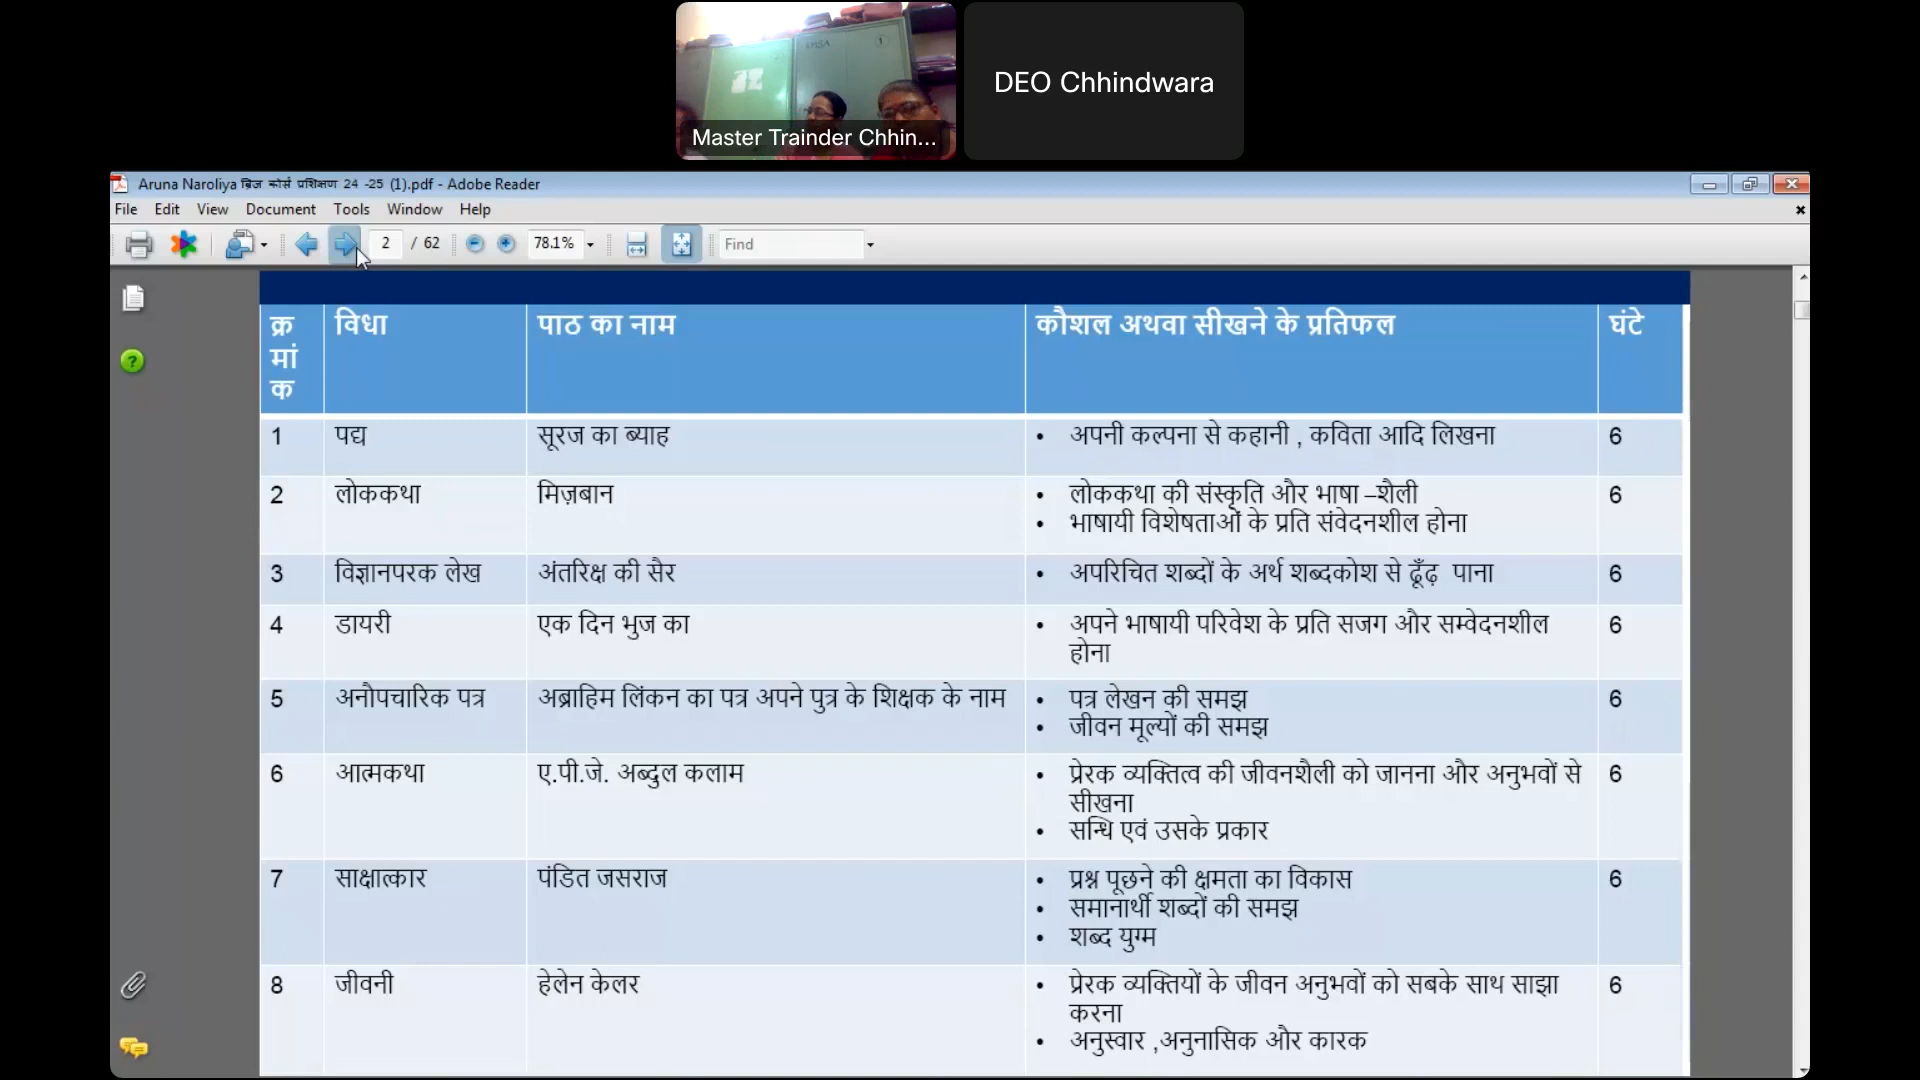 DEO Chhindwara
Master Trainder Chhin...
Aruna Naroliya ब्रिज कोर्स प्रशिक्षण 24 -25 (1).pdf - Adobe Reader
File Edit View Document Tools Window Help
2 / 62 78.1% Find
क्रमांक विधा पाठ का नाम कौशल अथवा सीखने के प्रतिफल घंटे
1 पद्य सूरज का ब्याह • अपनी कल्पना से कहानी , कविता आदि लिखना 6
2 लोककथा मिज़बान • लोककथा की संस्कृति और भाषा –शैली 6
• भाषायी विशेषताओं के प्रति संवेदनशील होना
3 विज्ञानपरक लेख अंतरिक्ष की सैर • अपरिचित शब्दों के अर्थ शब्दकोश से ढूँढ़ पाना 6
4 डायरी एक दिन भुज का • अपने भाषायी परिवेश के प्रति सजग और सम्वेदनशील 6
होना
5 अनौपचारिक पत्र अब्राहिम लिंकन का पत्र अपने पुत्र के शिक्षक के नाम • पत्र लेखन की समझ 6
• जीवन मूल्यों की समझ
6 आत्मकथा ए.पी.जे. अब्दुल कलाम • प्रेरक व्यक्तित्व की जीवनशैली को जानना और अनुभवों से 6
सीखना
• सन्धि एवं उसके प्रकार
7 साक्षात्कार पंडित जसराज • प्रश्न पूछने की क्षमता का विकास 6
• समानार्थी शब्दों की समझ
• शब्द युग्म
8 जीवनी हेलेन केलर • प्रेरक व्यक्तियों के जीवन अनुभवों को सबके साथ साझा 6
करना
• अनुस्वार ,अनुनासिक और कारक